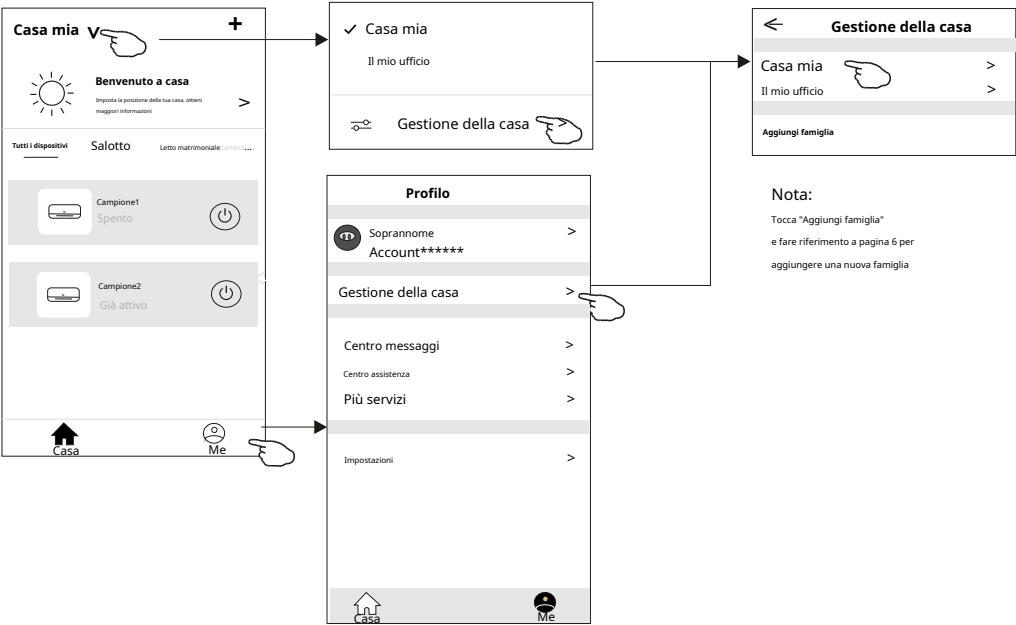 Casa mia
+
Benvenuto a casa
Imposta la posizione della tua casa, ottieni
maggiori informazioni
>
Tutti i dispositivi Salotto Letto matrimoniale Camera...
Campione1
Spento
Campione2
Già attivo
Casa Me
✓ Casa mia
Il mio ufficio
Gestione della casa >
Profilo
Soprannome >
Account******
Gestione della casa >
Centro messaggi >
Centro assistenza >
Più servizi >
Impostazioni >
Casa Me
Gestione della casa
Casa mia >
Il mio ufficio >
Aggiungi famiglia
Nota:
Tocca "Aggiungi famiglia"
e fare riferimento a pagina 6 per
aggiungere una nuova famiglia